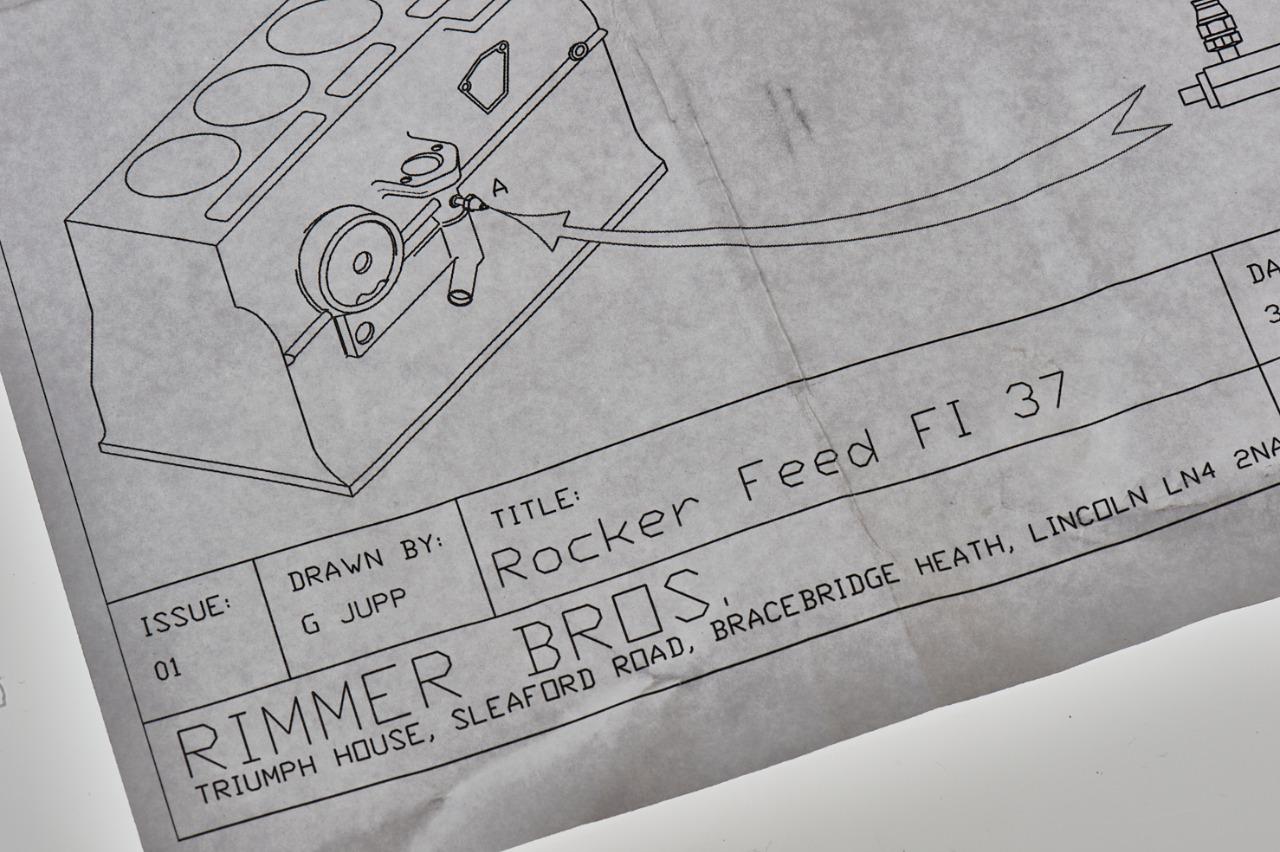 A
DA
3
TITLE:
Rocker Feed FI 37
DRAWN BY:
G JUPP
ISSUE:
01
RIMMER BROS.
TRIUMPH HOUSE, SLEAFORD ROAD, BRACEBRIDGE HEATH, LINCOLN LN4 2NA